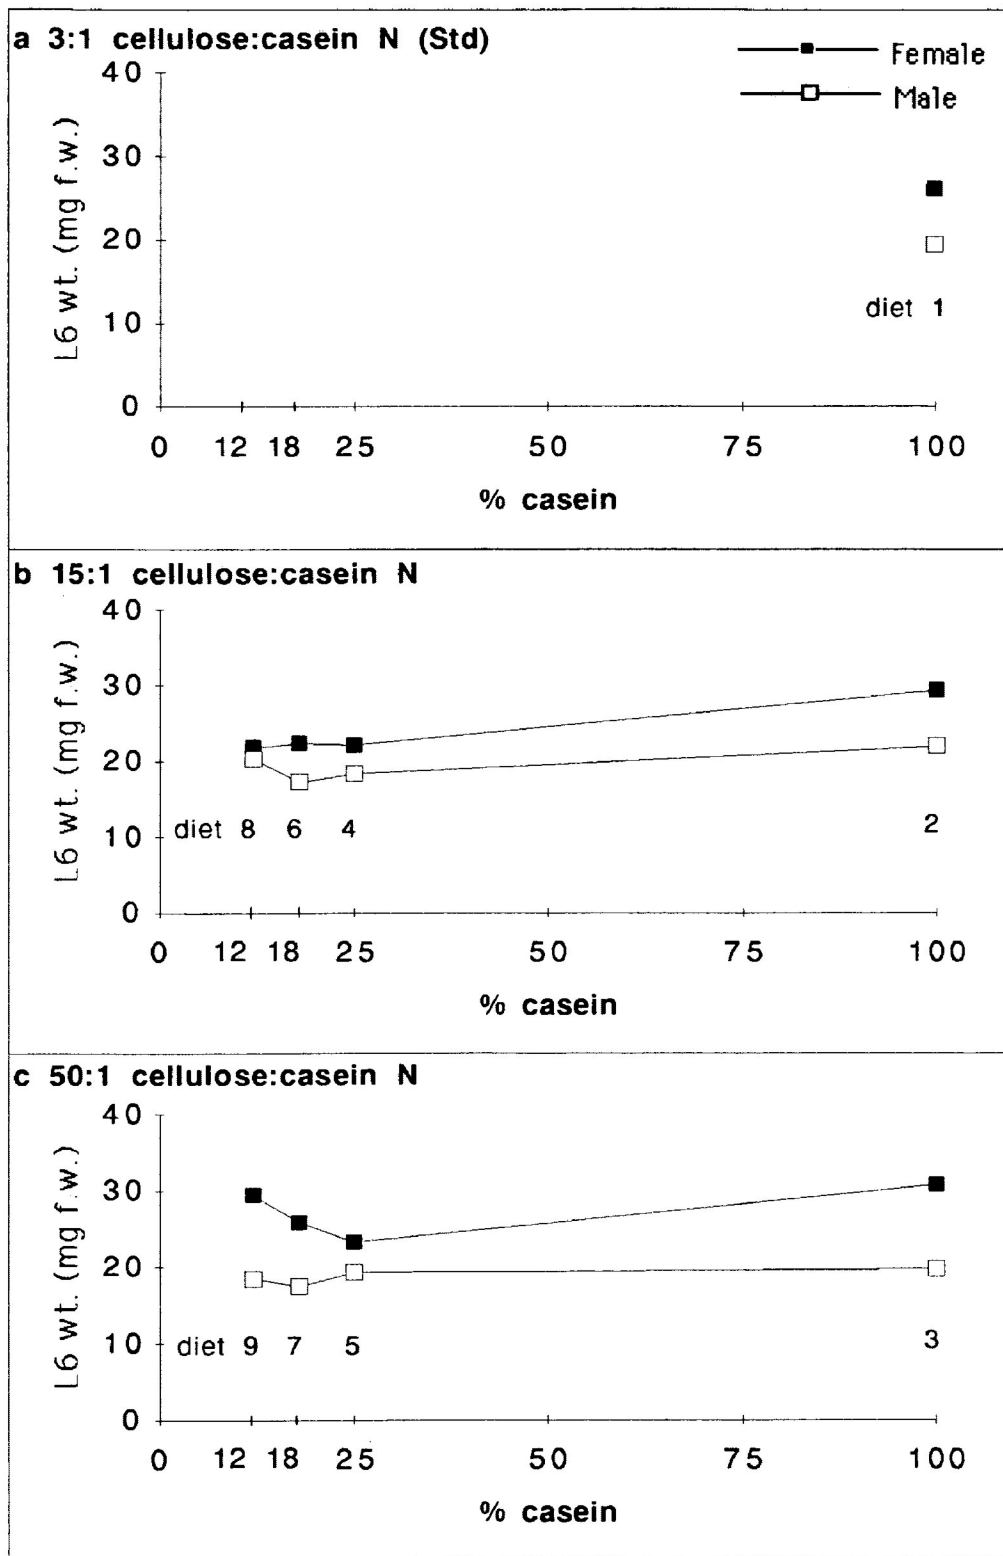 a 3:1 cellulose:casein N (Std)
Female
Male
L6 wt. (mg f.w.)
40
30
20
10
0
diet 1
0 12 18 25 50 75 100
% casein
b 15:1 cellulose:casein N
L6 wt. (mg f.w.)
40
30
20
10
0
diet 8 6 4 2
0 12 18 25 50 75 100
% casein
c 50:1 cellulose:casein N
L6 wt. (mg f.w.)
40
30
20
10
0
diet 9 7 5 3
0 12 18 25 50 75 100
% casein